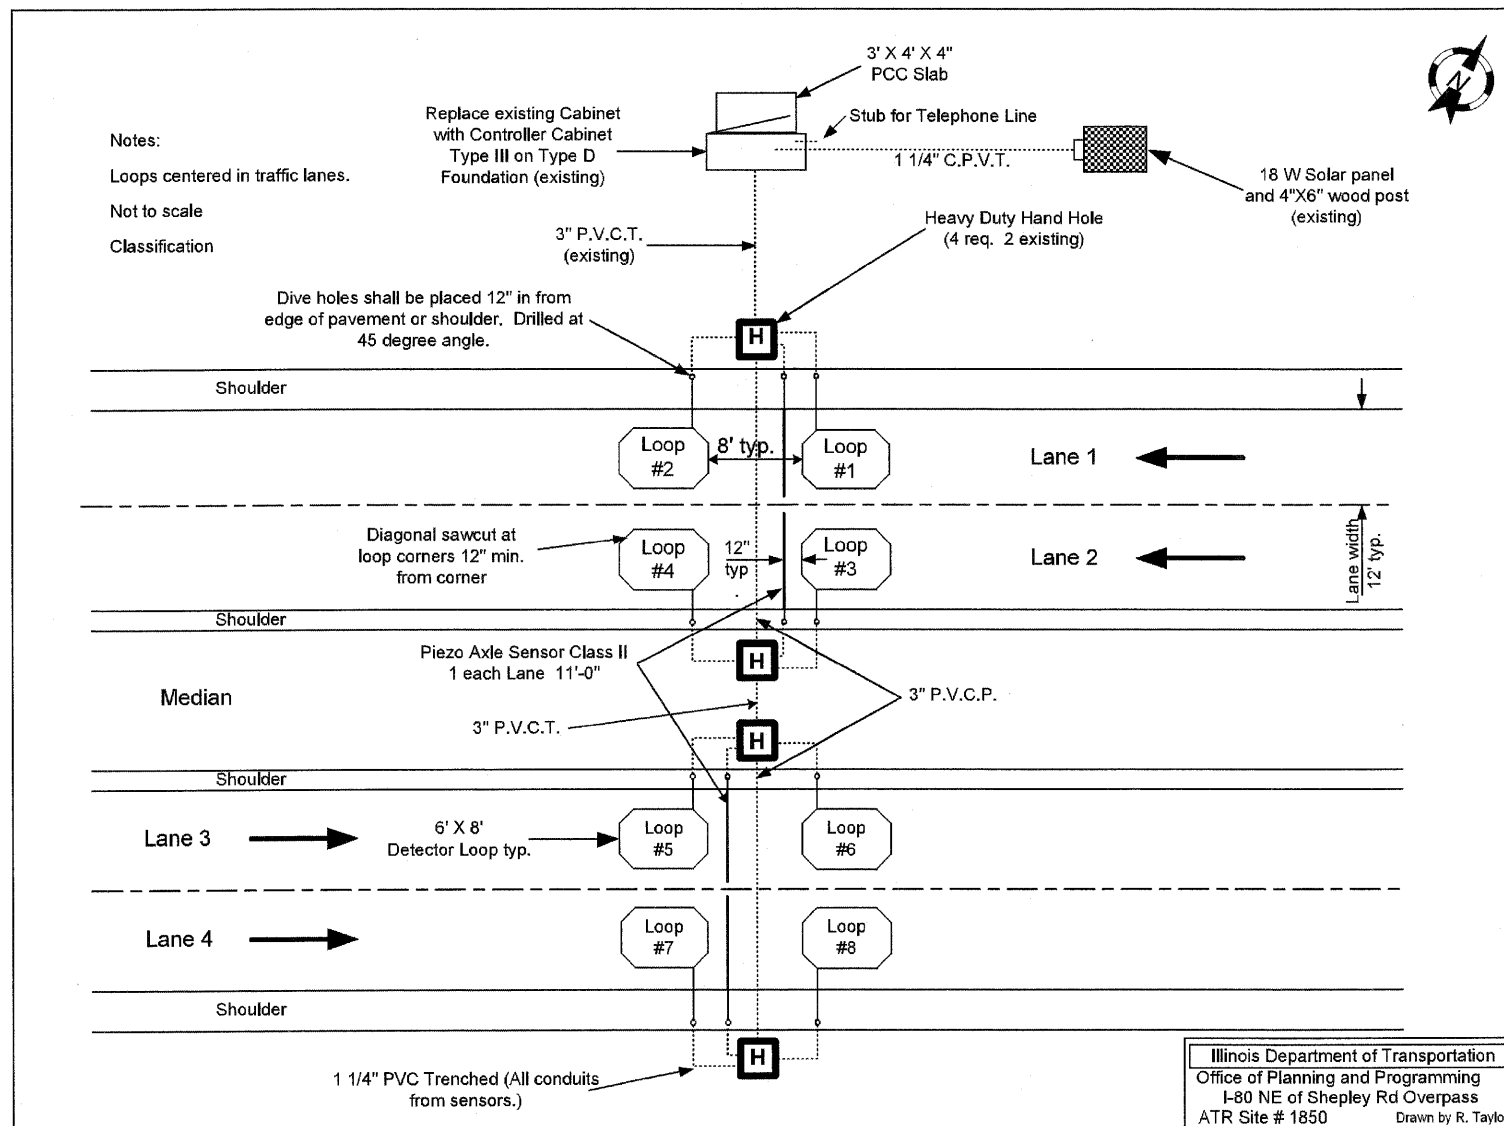 3' X 4' X 4"
PCC Slab
N
Replace existing Cabinet
with Controller Cabinet
Type III on Type D
Foundation (existing)
Stub for Telephone Line
1 1/4" C.P.V.T.
18 W Solar panel
and 4"X6" wood post
(existing)
Notes:
Loops centered in traffic lanes.
Not to scale
Classification
3" P.V.C.T.
(existing)
Heavy Duty Hand Hole
(4 req. 2 existing)
Dive holes shall be placed 12" in from
edge of pavement or shoulder. Drilled at
45 degree angle.
H
Shoulder
Loop
#2
8' typ.
Loop
#1
Lane 1
Diagonal sawcut at
loop corners 12" min.
from corner
Loop
#4
12"
typ
Loop
#3
Lane 2
Lane width
12' typ.
Shoulder
Piezo Axle Sensor Class II
1 each Lane 11'-0"
H
Median
3" P.V.C.P.
3" P.V.C.T.
H
Shoulder
Lane 3
6' X 8'
Detector Loop typ.
Loop
#5
Loop
#6
Lane 4
Loop
#7
Loop
#8
Shoulder
H
1 1/4" PVC Trenched (All conduits
from sensors.)
Illinois Department of Transportation
Office of Planning and Programming
I-80 NE of Shepley Rd Overpass
ATR Site # 1850 Drawn by R. Taylo